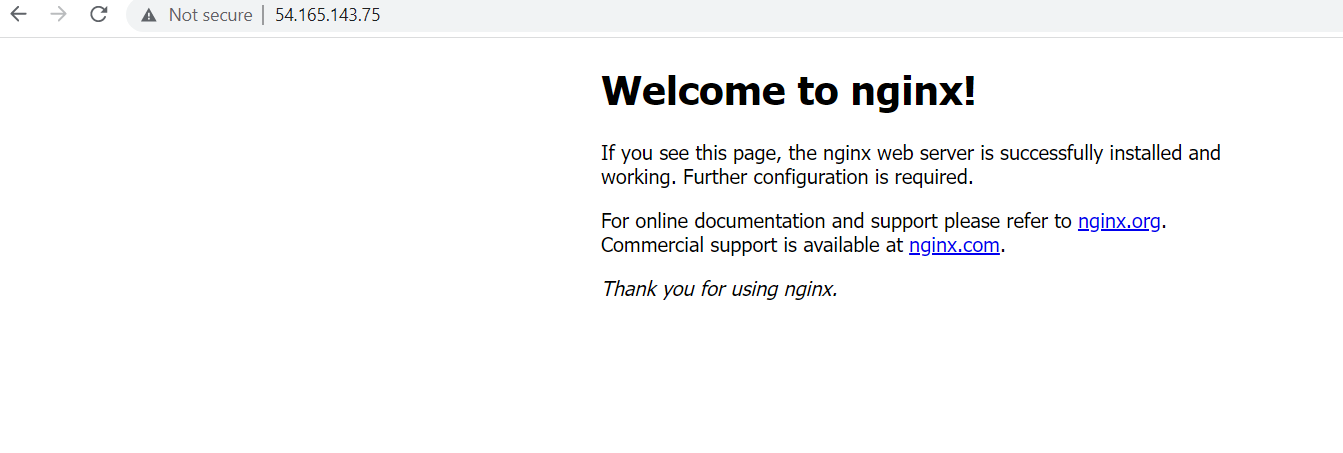 Not secure | 54.165.143.75
Welcome to nginx!
If you see this page, the nginx web server is successfully installed and
working. Further configuration is required.
For online documentation and support please refer to nginx.org.
Commercial support is available at nginx.com.
Thank you for using nginx.